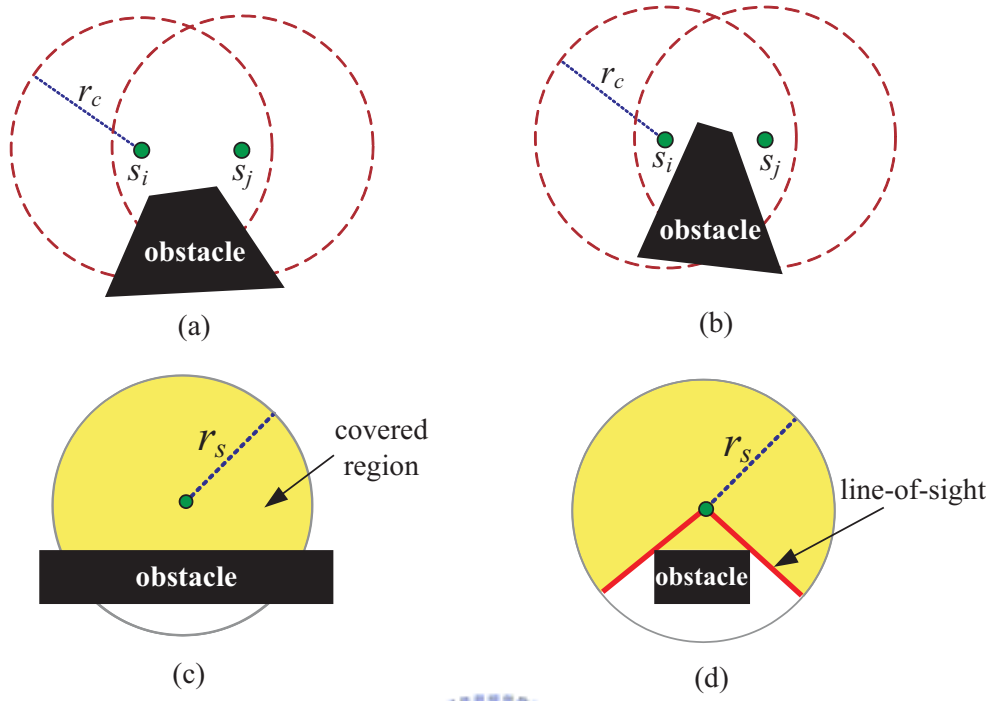 r_c
s_i
s_j
obstacle
(a)
r_c
s_i
s_j
obstacle
(b)
r_s
covered
region
obstacle
(c)
r_s
line-of-sight
obstacle
(d)